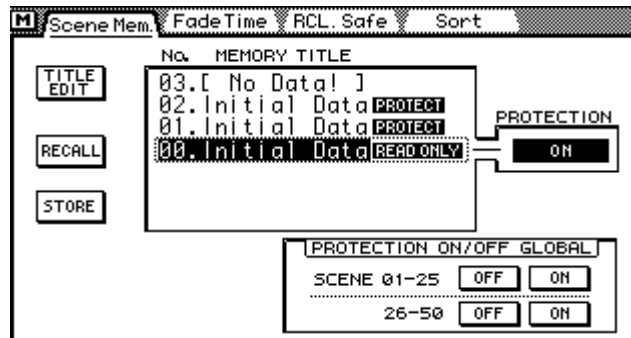 M Scene Mem. Fade Time RCL. Safe Sort
No. MEMORY TITLE
TITLE EDIT
03.[ No Data! ]
02.Initial Data PROTECT
01.Initial Data PROTECT
PROTECTION
RECALL
00.Initial Data READ ONLY
ON
STORE
PROTECTION ON/OFF GLOBAL
SCENE 01-25 OFF ON
26-50 OFF ON